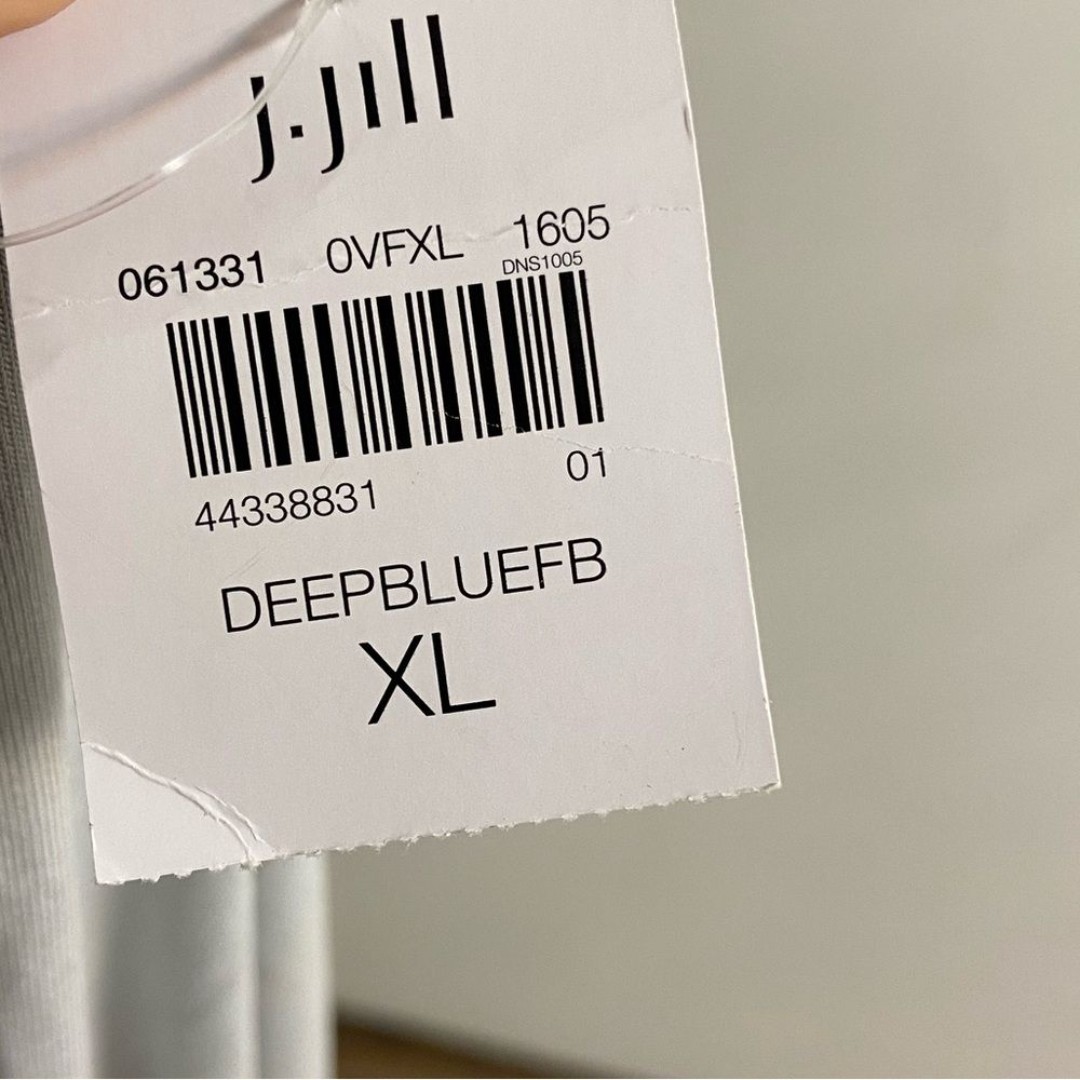 J.Jill
061331 0VFXL 1605
DNS1005
44338831 01
DEEPBLUEFB
XL